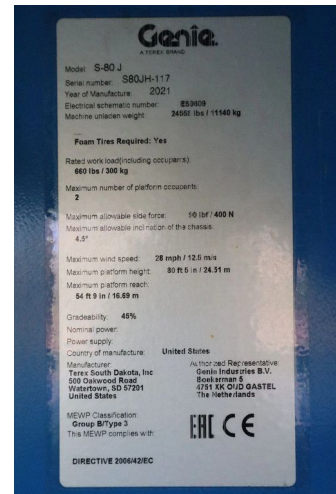 Genie
A TEREX BRAND
Model: S-80 J
Serial number: S80JH-117
Year of Manufacture: 2021
Electrical schematic number:
Machine unladen weight: 24566 lbs / 11140 kg
Foam Tires Required: Yes
Rated work load(including occupants):
660 lbs / 300 kg
Maximum number of platform occupants:
2
Maximum allowable side force: 90 lbf / 400 N
Maximum allowable inclination of the chassis:
4.5°
Maximum wind speed: 28 mph / 12.5 m/s
Maximum platform height: 80 ft 5 in / 24.51 m
Maximum platform reach:
54 ft 9 in / 16.69 m
Gradeability: 45%
Nominal power:
Power supply:
Country of manufacture: United States
Manufacturer:
Terex South Dakota, Inc
500 Oakwood Road
Watertown, SD 57201
United States
Authorized Representative:
Genie Industries B.V.
Boekerman 5
4751 XK OUD GASTEL
The Netherlands
MEWP Classification:
Group B/Type 3
This MEWP complies with:
EAC CE
DIRECTIVE 2006/42/EC